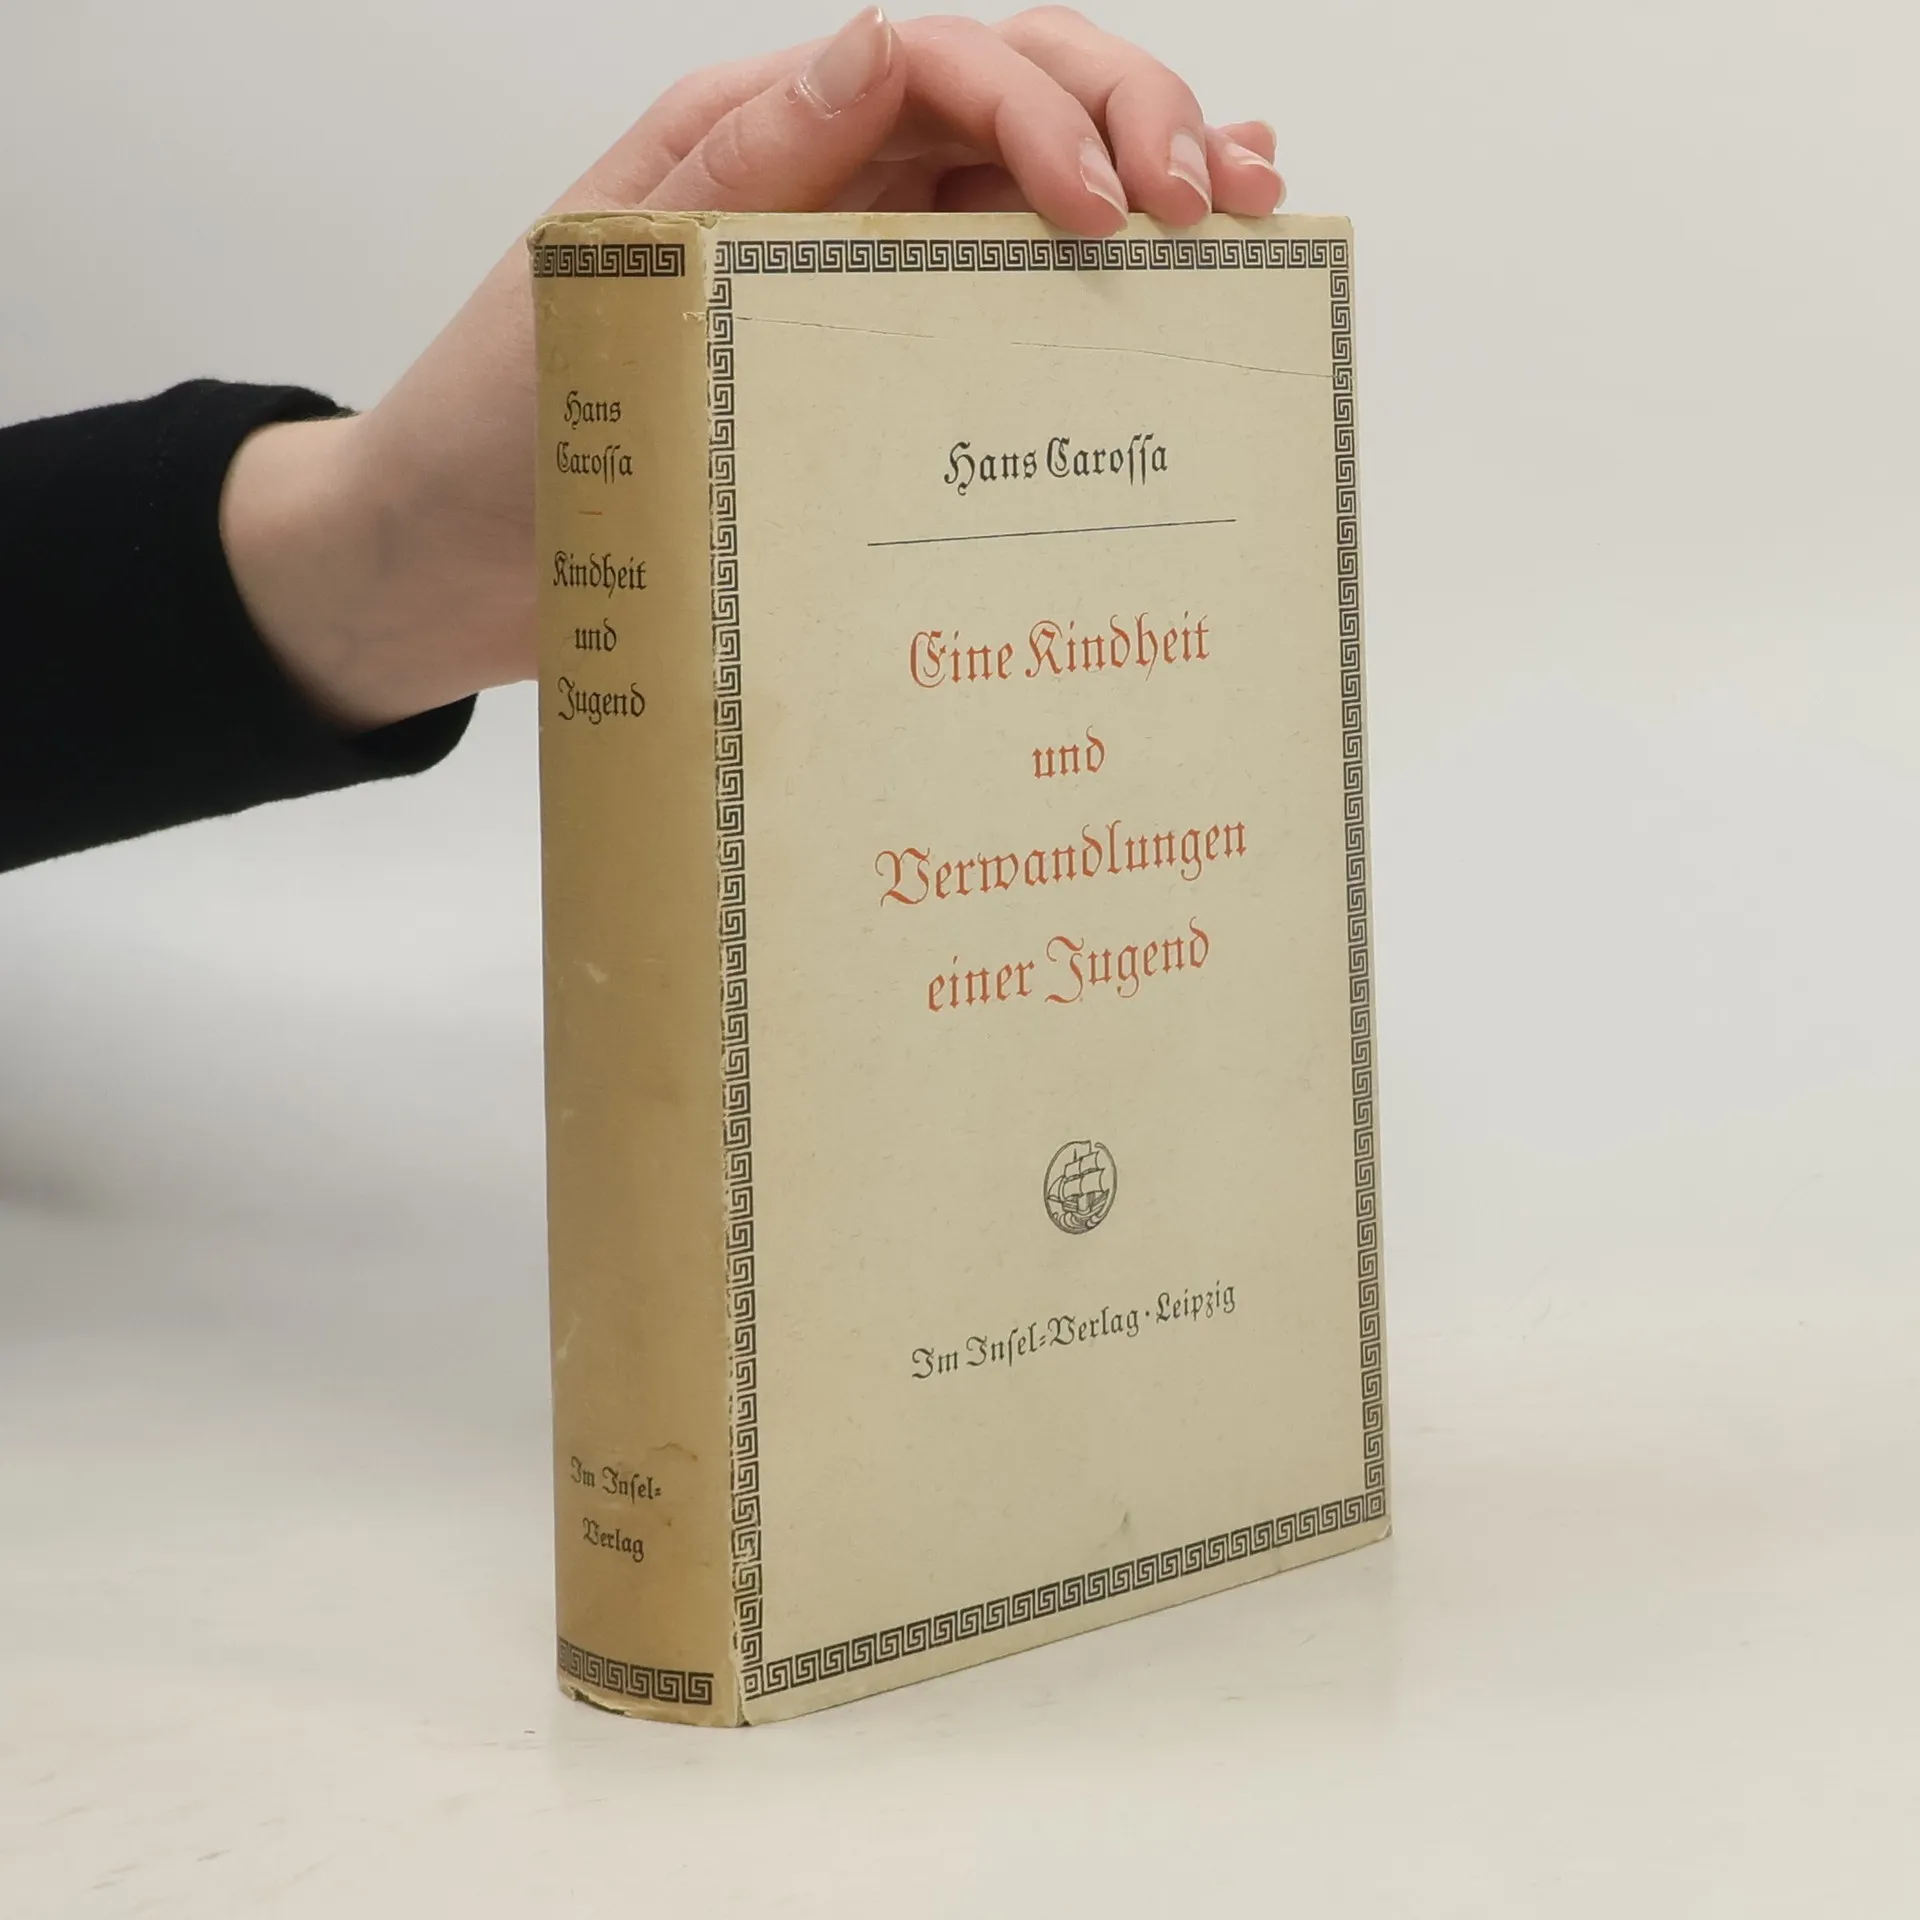 Hans
Caroſſa
Kindheit
und
Jugend
Im Inſel-
Verlag
Hans Caroſſa
Eine Kindheit
und
Verwandlungen
einer Jugend
Im Inſel-Verlag · Leipzig